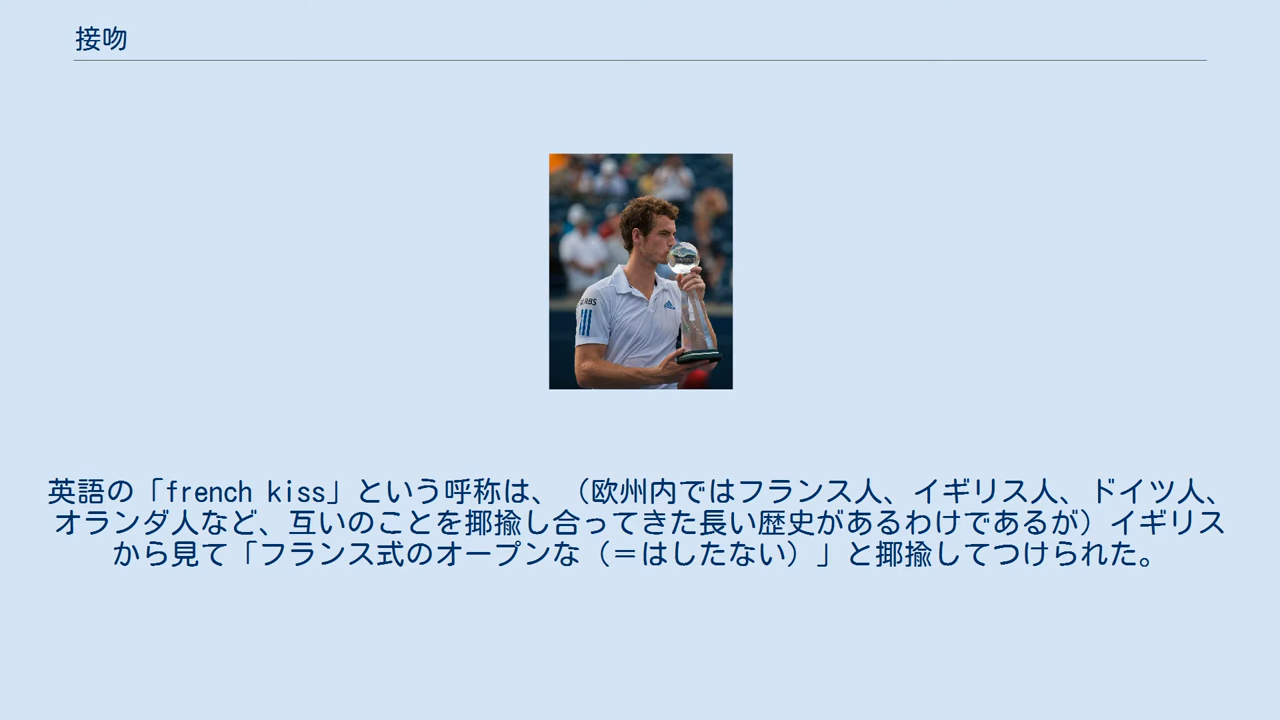 接吻
RBS
英語の「french kiss」という呼称は、（欧州内ではフランス人、イギリス人、ドイツ人、
オランダ人など、互いのことを揶揄し合ってきた長い歴史があるわけであるが）イギリス
から見て「フランス式のオープンな（＝はしたない）」と揶揄してつけられた。